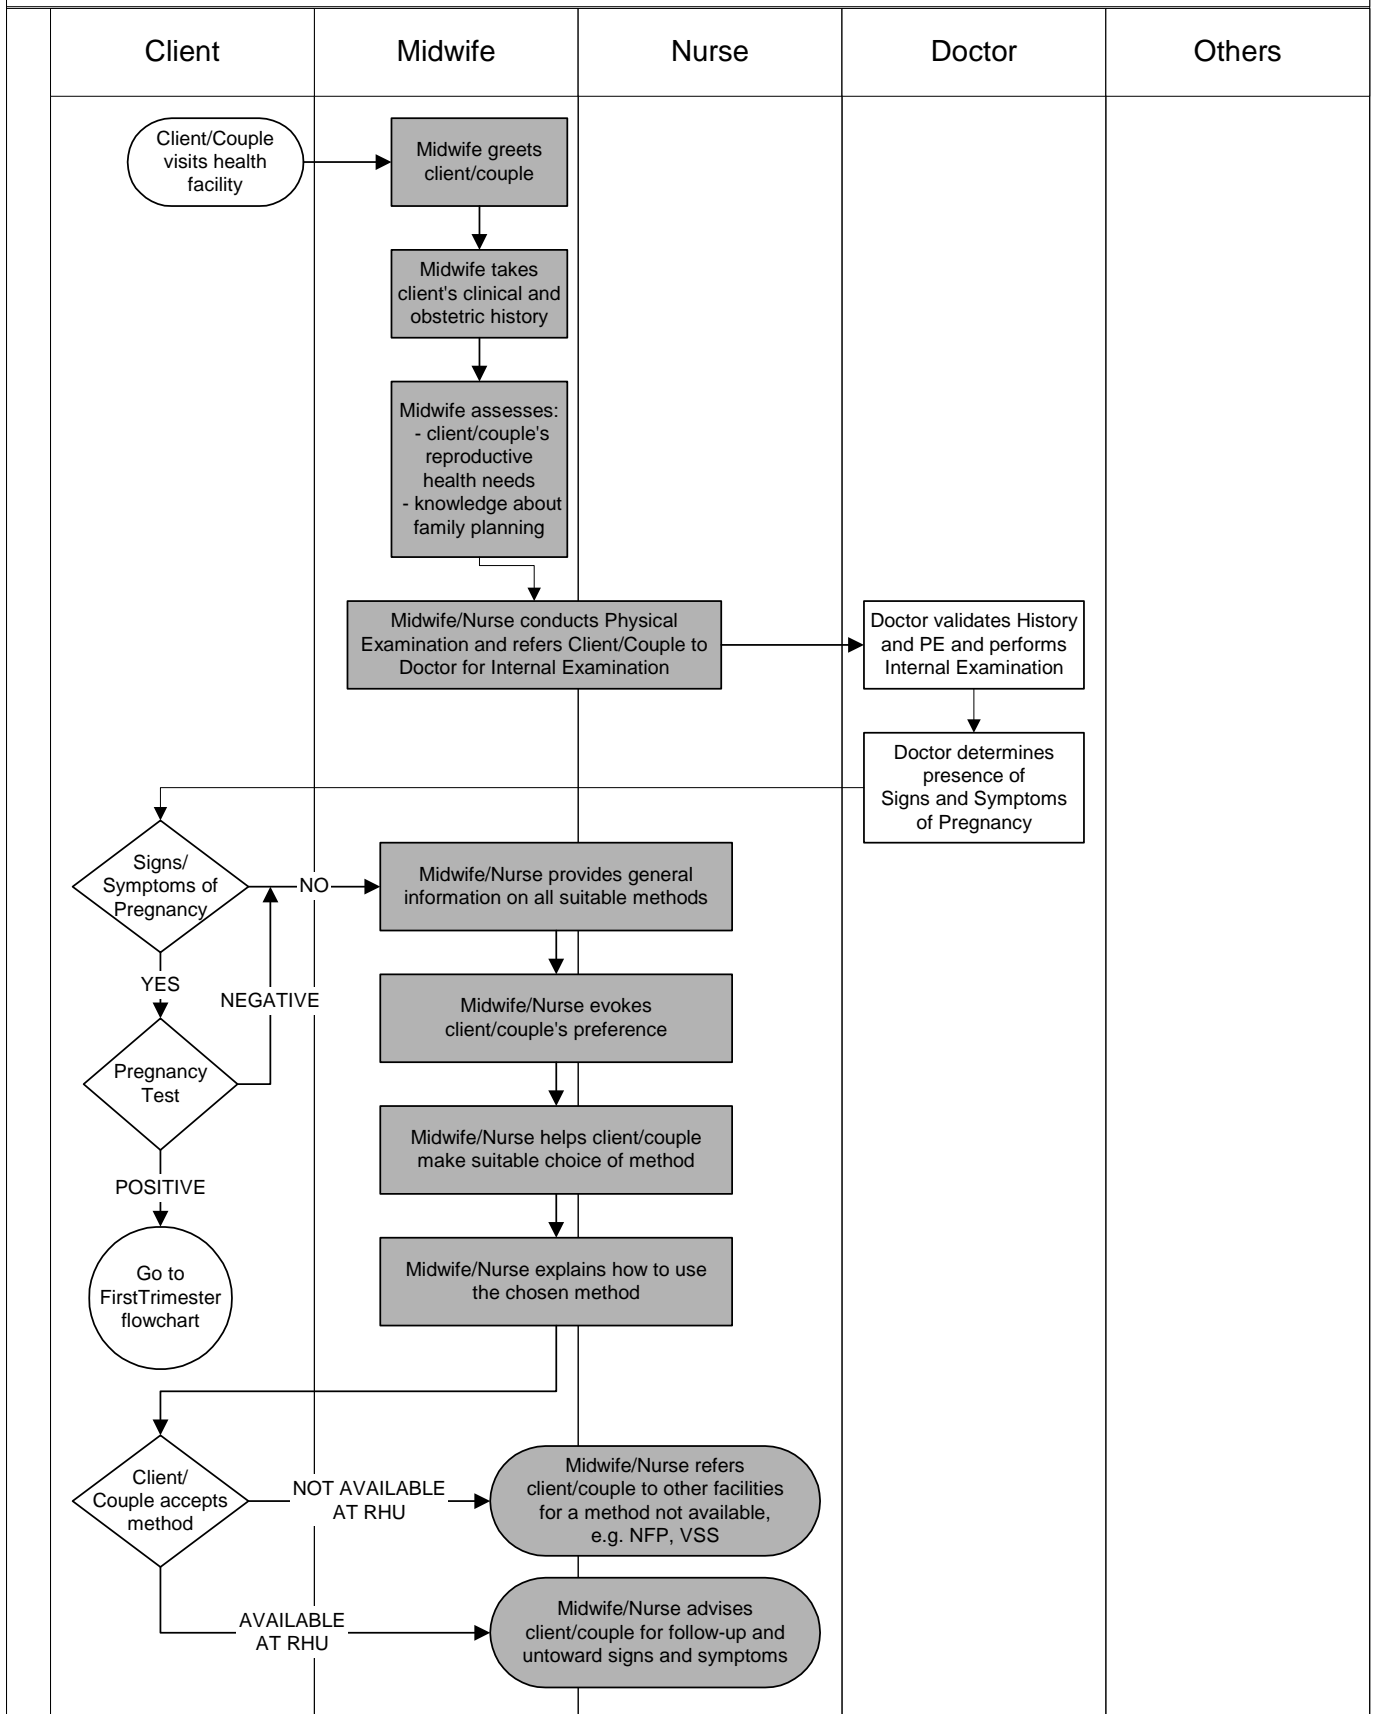 Client
Midwife
Nurse
Doctor
Others
Client/Couple
visits health
facility
Midwife greets
client/couple
Midwife takes
client's clinical and
obstetric history
Midwife assesses:
- client/couple's
reproductive
health needs
- knowledge about
family planning
Midwife/Nurse conducts Physical
Examination and refers Client/Couple to
Doctor for Internal Examination
Doctor validates History
and PE and performs
Internal Examination
Doctor determines
presence of
Signs and Symptoms
of Pregnancy
Signs/
Symptoms of
Pregnancy
NO
Midwife/Nurse provides general
information on all suitable methods
YES
NEGATIVE
Midwife/Nurse evokes
client/couple's preference
Pregnancy
Test
Midwife/Nurse helps client/couple
make suitable choice of method
POSITIVE
Go to
FirstTrimester
flowchart
Midwife/Nurse explains how to use
the chosen method
Client/
Couple accepts
method
NOT AVAILABLE
AT RHU
Midwife/Nurse refers
client/couple to other facilities
for a method not available,
e.g. NFP, VSS
AVAILABLE
AT RHU
Midwife/Nurse advises
client/couple for follow-up and
untoward signs and symptoms